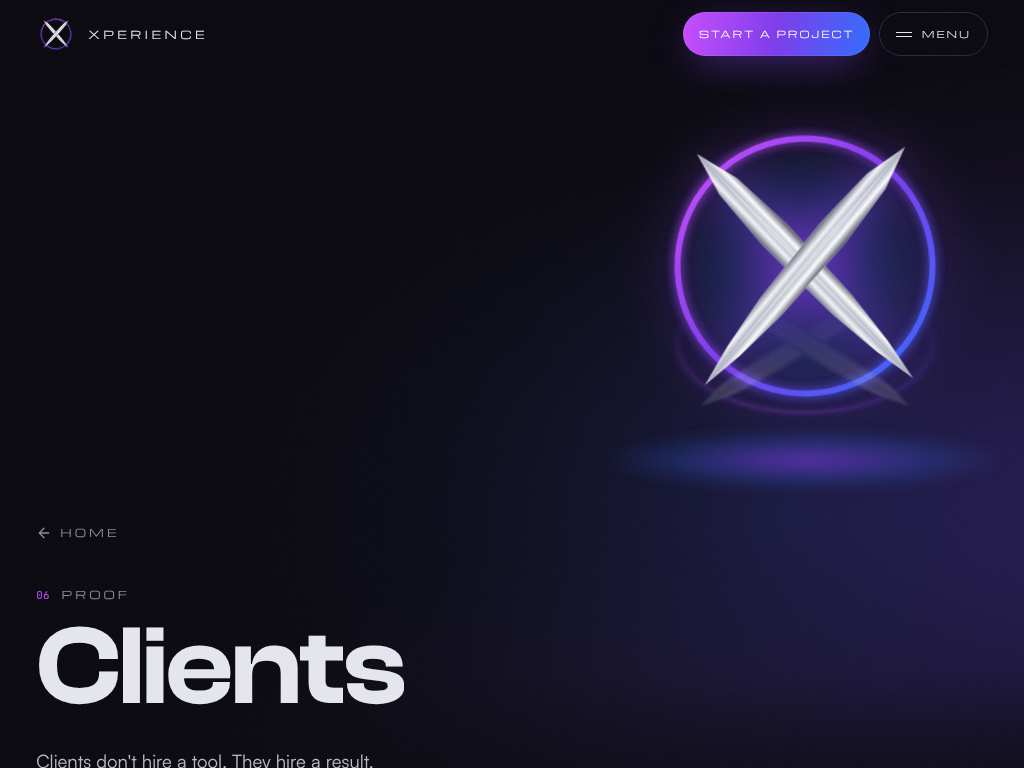 XPERIENCE
START A PROJECT
MENU
HOME
06 PROOF
Clients
Clients don't hire a tool. They hire a result.